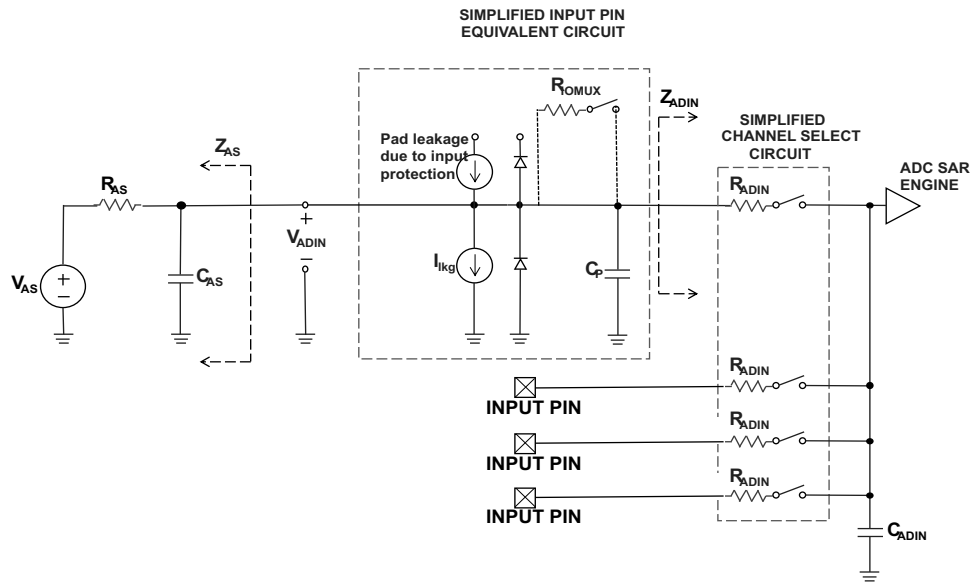 SIMPLIFIED INPUT PIN
EQUIVALENT CIRCUIT
R_IOMUX
Z_ADIN
SIMPLIFIED
CHANNEL SELECT
CIRCUIT
Pad leakage
due to input
protection
Z_AS
ADC SAR
ENGINE
R_AS
R_ADIN
+
V_ADIN
−
V_AS
+
−
C_AS
I_lkg
C_P
R_ADIN
INPUT PIN
R_ADIN
INPUT PIN
R_ADIN
INPUT PIN
C_ADIN